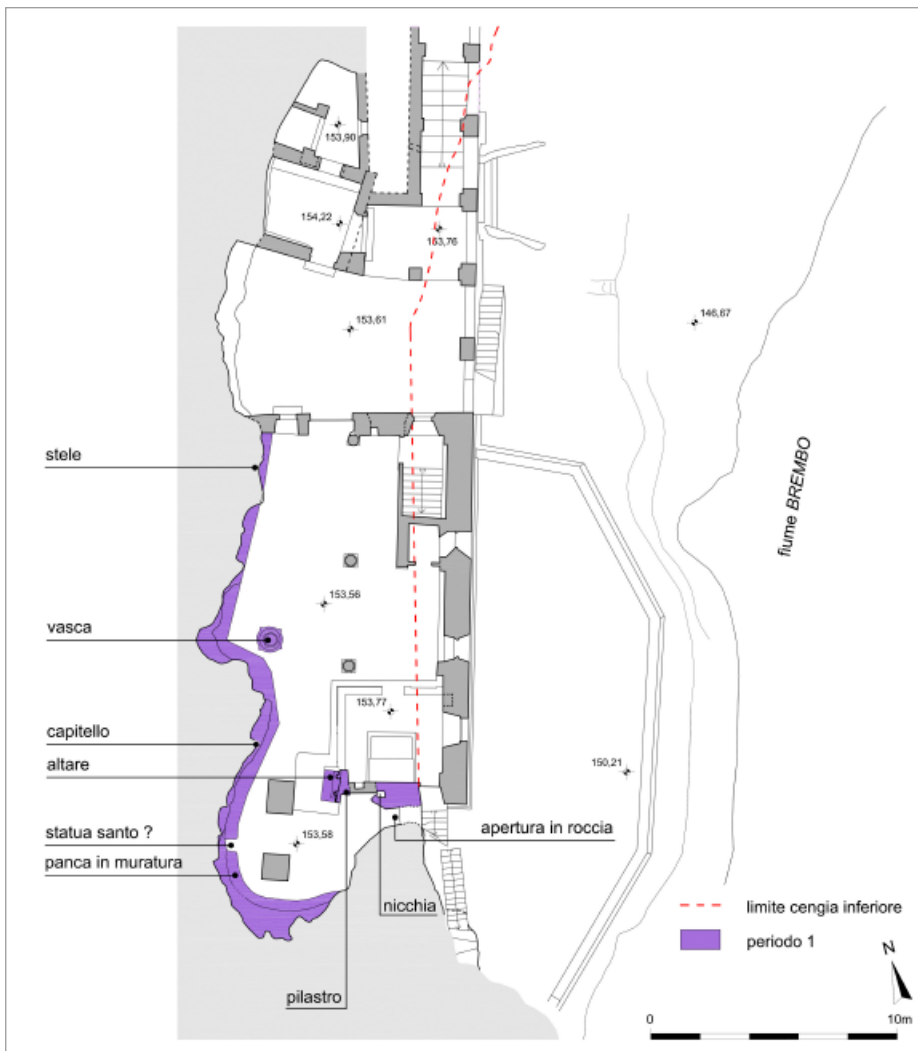 153,90
154,22
153,76
153,61
146,67
stele
fiume BREMBO
153,56
vasca
153,77
capitello
altare
150,21
statua santo ?
153,58
apertura in roccia
panca in muratura
nicchia
limite cengia inferiore
periodo 1
pilastro
N
0
10m